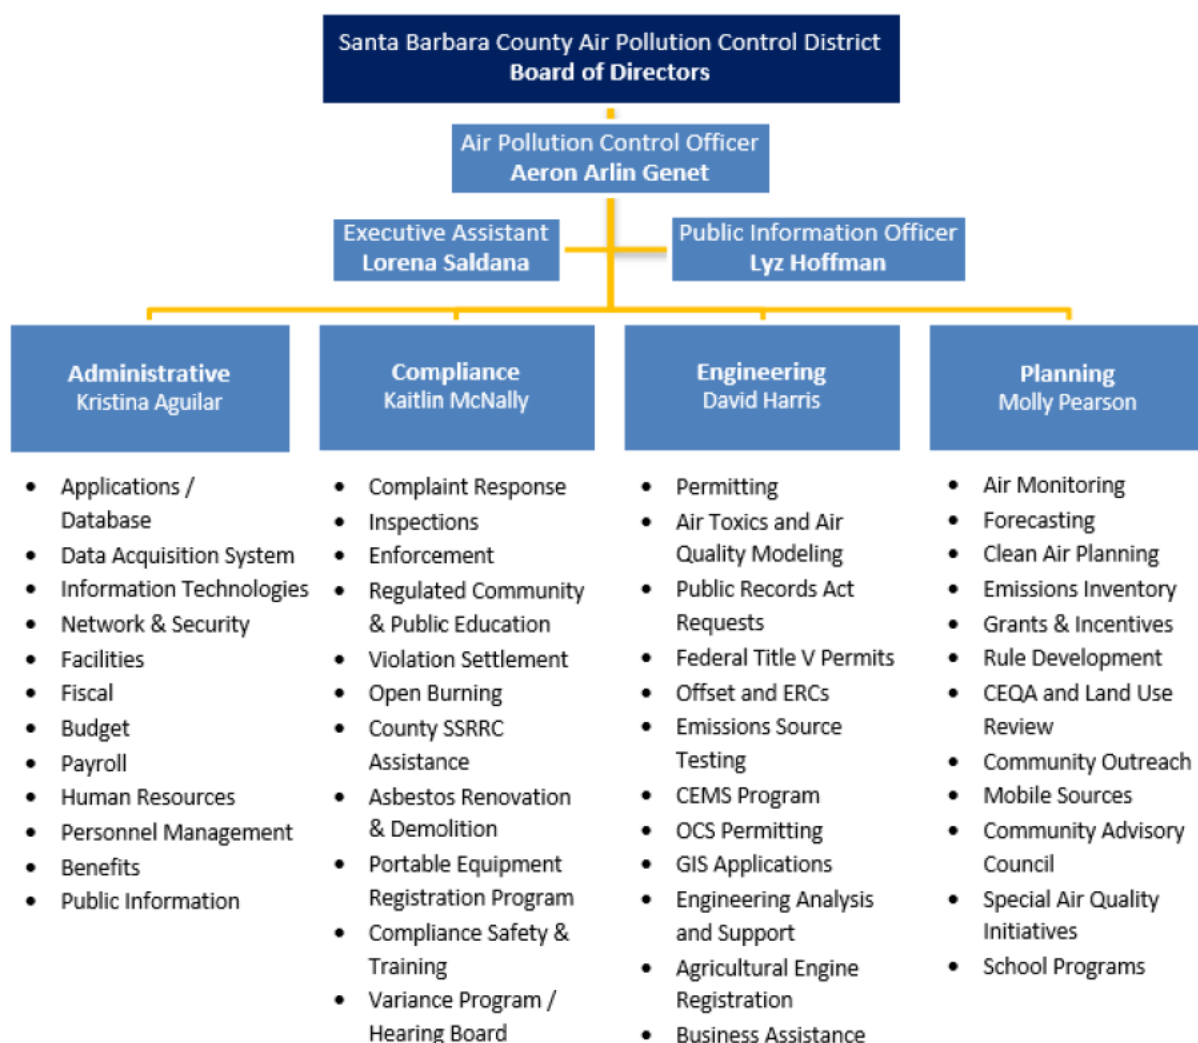 Santa Barbara County Air Pollution Control District
Board of Directors
Air Pollution Control Officer
Aeron Arlin Genet
Executive Assistant
Lorena Saldana
Public Information Officer
Lyz Hoffman
Administrative
Kristina Aguilar
• Applications /
Database
• Data Acquisition System
• Information Technologies
• Network & Security
• Facilities
• Fiscal
• Budget
• Payroll
• Human Resources
• Personnel Management
• Benefits
• Public Information
Compliance
Kaitlin McNally
• Complaint Response
• Inspections
• Enforcement
• Regulated Community
& Public Education
• Violation Settlement
• Open Burning
• County SSRRC
Assistance
• Asbestos Renovation
& Demolition
• Portable Equipment
Registration Program
• Compliance Safety &
Training
• Variance Program /
Hearing Board
Engineering
David Harris
• Permitting
• Air Toxics and Air
Quality Modeling
• Public Records Act
Requests
• Federal Title V Permits
• Offset and ERCs
• Emissions Source
Testing
• CEMS Program
• OCS Permitting
• GIS Applications
• Engineering Analysis
and Support
• Agricultural Engine
Registration
• Business Assistance
Planning
Molly Pearson
• Air Monitoring
• Forecasting
• Clean Air Planning
• Emissions Inventory
• Grants & Incentives
• Rule Development
• CEQA and Land Use
Review
• Community Outreach
• Mobile Sources
• Community Advisory
Council
• Special Air Quality
Initiatives
• School Programs